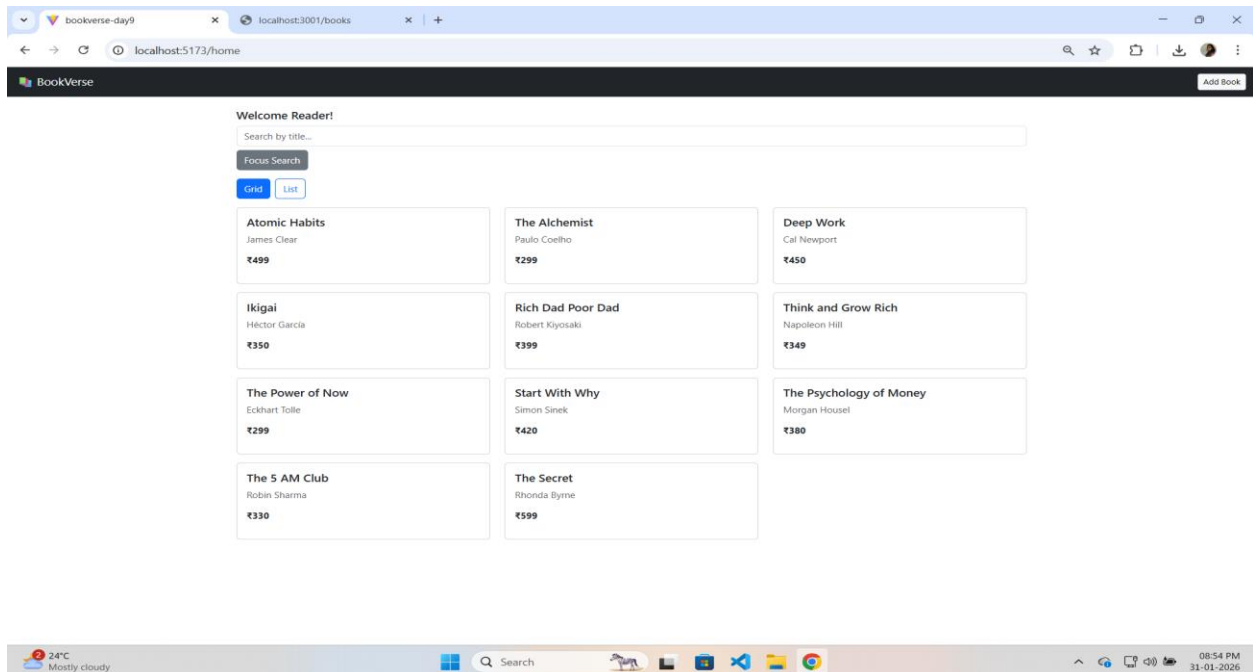 bookverse-day9
localhost:3001/books
localhost:5173/home
BookVerse
Add Book
Welcome Reader!
Search by title...
Focus Search
Grid List
Atomic Habits
James Clear
₹499
The Alchemist
Paulo Coelho
₹299
Deep Work
Cal Newport
₹450
Ikigai
Héctor García
₹350
Rich Dad Poor Dad
Robert Kiyosaki
₹399
Think and Grow Rich
Napoleon Hill
₹349
The Power of Now
Eckhart Tolle
₹299
Start With Why
Simon Sinek
₹420
The Psychology of Money
Morgan Housel
₹380
The 5 AM Club
Robin Sharma
₹330
The Secret
Rhonda Byrne
₹599
2
24°C
Mostly cloudy
Search
08:54 PM
31-01-2026